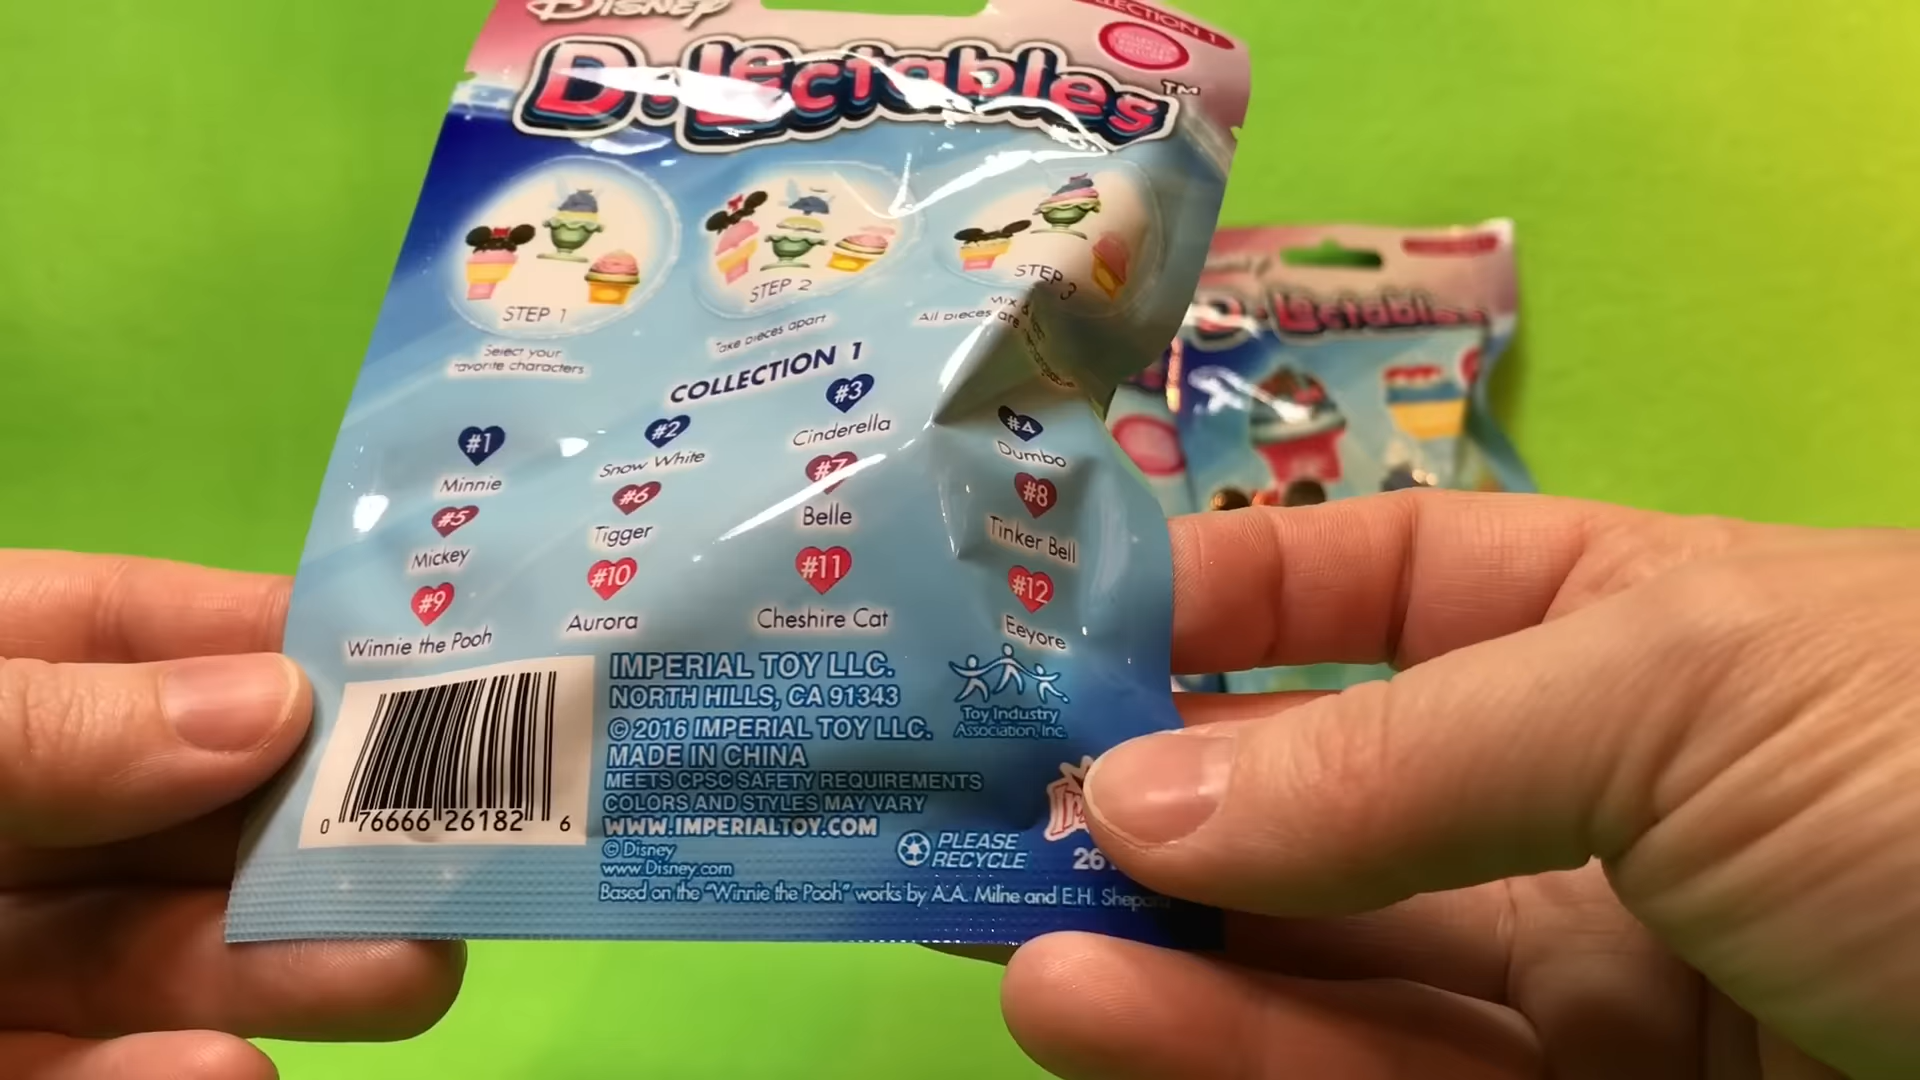 Disney
COLLECTION 1
D·Lectables™
STEP 1
STEP 2
STEP 3
Select your
favorite characters
Take pieces apart
All pieces are
COLLECTION 1
#1
Minnie
#2
Snow White
#3
Cinderella
#4
Dumbo
#5
Mickey
#6
Tigger
#7
Belle
#8
Tinker Bell
#9
Winnie the Pooh
#10
Aurora
#11
Cheshire Cat
#12
Eeyore
IMPERIAL TOY LLC.
NORTH HILLS, CA 91343
© 2016 IMPERIAL TOY LLC.
MADE IN CHINA
MEETS CPSC SAFETY REQUIREMENTS
COLORS AND STYLES MAY VARY
WWW.IMPERIALTOY.COM
© Disney
www.Disney.com
Based on the "Winnie the Pooh" works by A.A. Milne and E.H. Shepard
Toy Industry
Association, Inc.
PLEASE
RECYCLE
0 76666 26182 6
D·Lectables